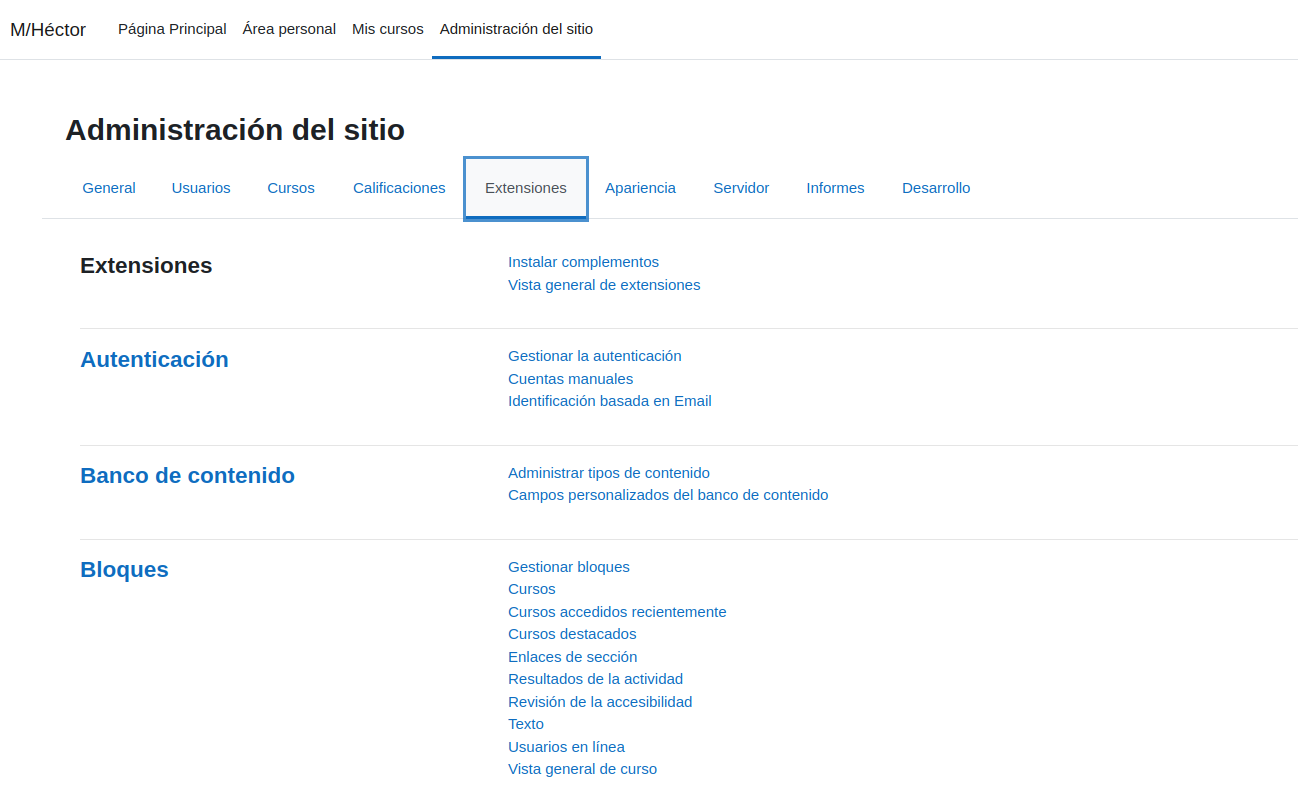 M/Héctor Página Principal Área personal Mis cursos Administración del sitio
Administración del sitio
General Usuarios Cursos Calificaciones Extensiones Apariencia Servidor Informes Desarrollo
Extensiones
Instalar complementos
Vista general de extensiones
Autenticación
Gestionar la autenticación
Cuentas manuales
Identificación basada en Email
Banco de contenido
Administrar tipos de contenido
Campos personalizados del banco de contenido
Bloques
Gestionar bloques
Cursos
Cursos accedidos recientemente
Cursos destacados
Enlaces de sección
Resultados de la actividad
Revisión de la accesibilidad
Texto
Usuarios en línea
Vista general de curso